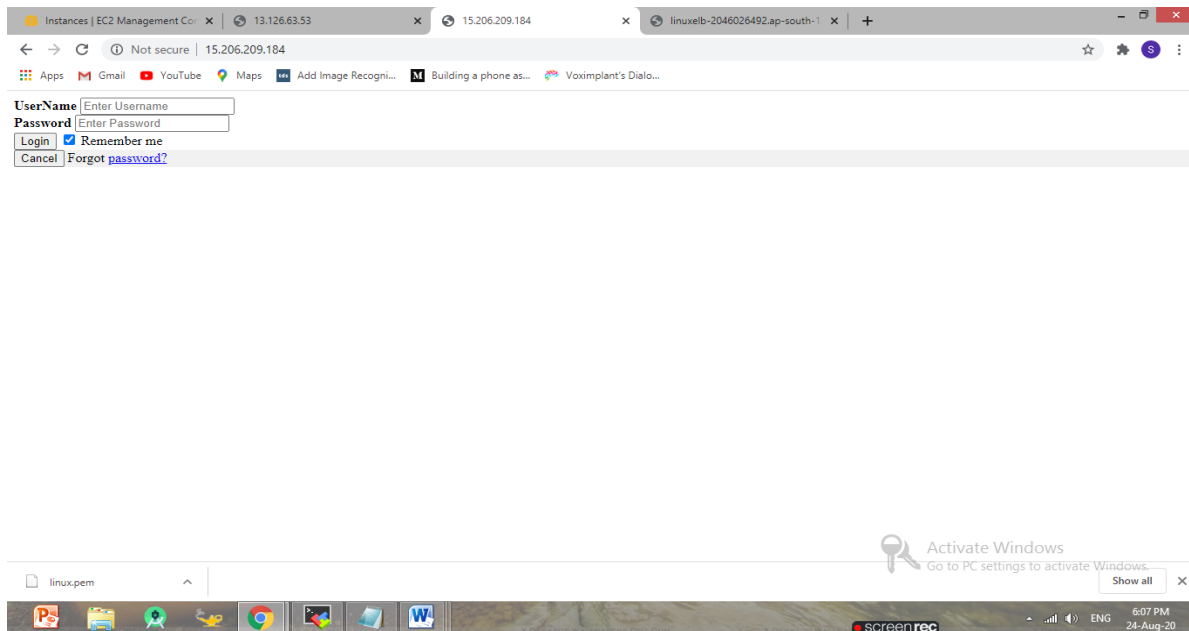 Instances | EC2 Management Con
13.126.63.53
15.206.209.184
linuxelb-2046026492.ap-south-1
Not secure | 15.206.209.184
S
Apps
Gmail
YouTube
Maps
tds
Add Image Recogni...
M
Building a phone as...
Voximplant's Dialo...
UserName Enter Username
Password Enter Password
Login Remember me
Cancel Forgot password?
Activate Windows
Go to PC settings to activate Windows.
linux.pem
Show all
ENG
6:07 PM
24-Aug-20
screenrec